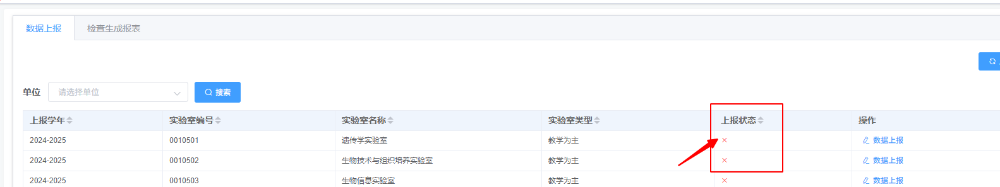 数据上报 检查生成报表
单位 请选择单位 搜索
上报学年 实验室编号 实验室名称 实验室类型 上报状态 操作
2024-2025 0010501 遗传学实验室 教学为主 × 数据上报
2024-2025 0010502 生物技术与组织培养实验室 教学为主 × 数据上报
2024-2025 0010503 生物信息实验室 教学为主 × 数据上报